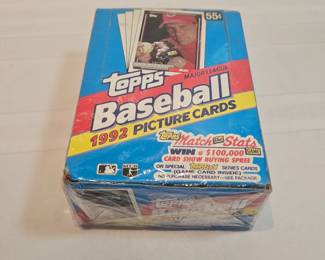 55¢
TOPPS
MAJOR LEAGUE
Baseball
1992 PICTURE CARDS
TOPPS Match the Stats
WIN a $100,000 GAME
CARD SHOW BUYING SPREE
ON SPECIAL TOPPS SERIES CARDS
(GAME CARD INSIDE)
NO PURCHASE NECESSARY—SEE PACKAGE